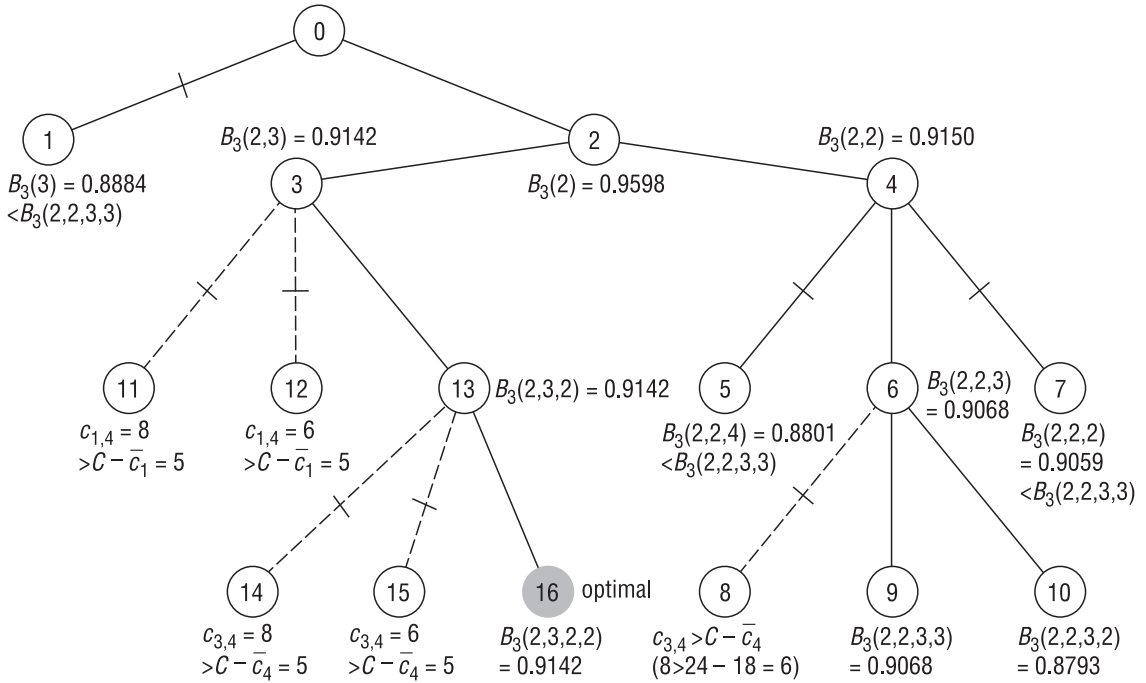 0
1
B₃(3) = 0.8884
<B₃(2,2,3,3)
2
B₃(2) = 0.9598
B₃(2,3) = 0.9142
3
B₃(2,2) = 0.9150
4
11
c₁,₄ = 8
>C – c̄₁ = 5
12
c₁,₄ = 6
>C – c̄₁ = 5
13
B₃(2,3,2) = 0.9142
5
B₃(2,2,4) = 0.8801
<B₃(2,2,3,3)
6
B₃(2,2,3)
= 0.9068
7
B₃(2,2,2)
= 0.9059
<B₃(2,2,3,3)
14
c₃,₄ = 8
>C – c̄₄ = 5
15
c₃,₄ = 6
>C – c̄₄ = 5
16
optimal
B₃(2,3,2,2)
= 0.9142
8
c₃,₄ >C – c̄₄
(8>24 – 18 = 6)
9
B₃(2,2,3,3)
= 0.9068
10
B₃(2,2,3,2)
= 0.8793